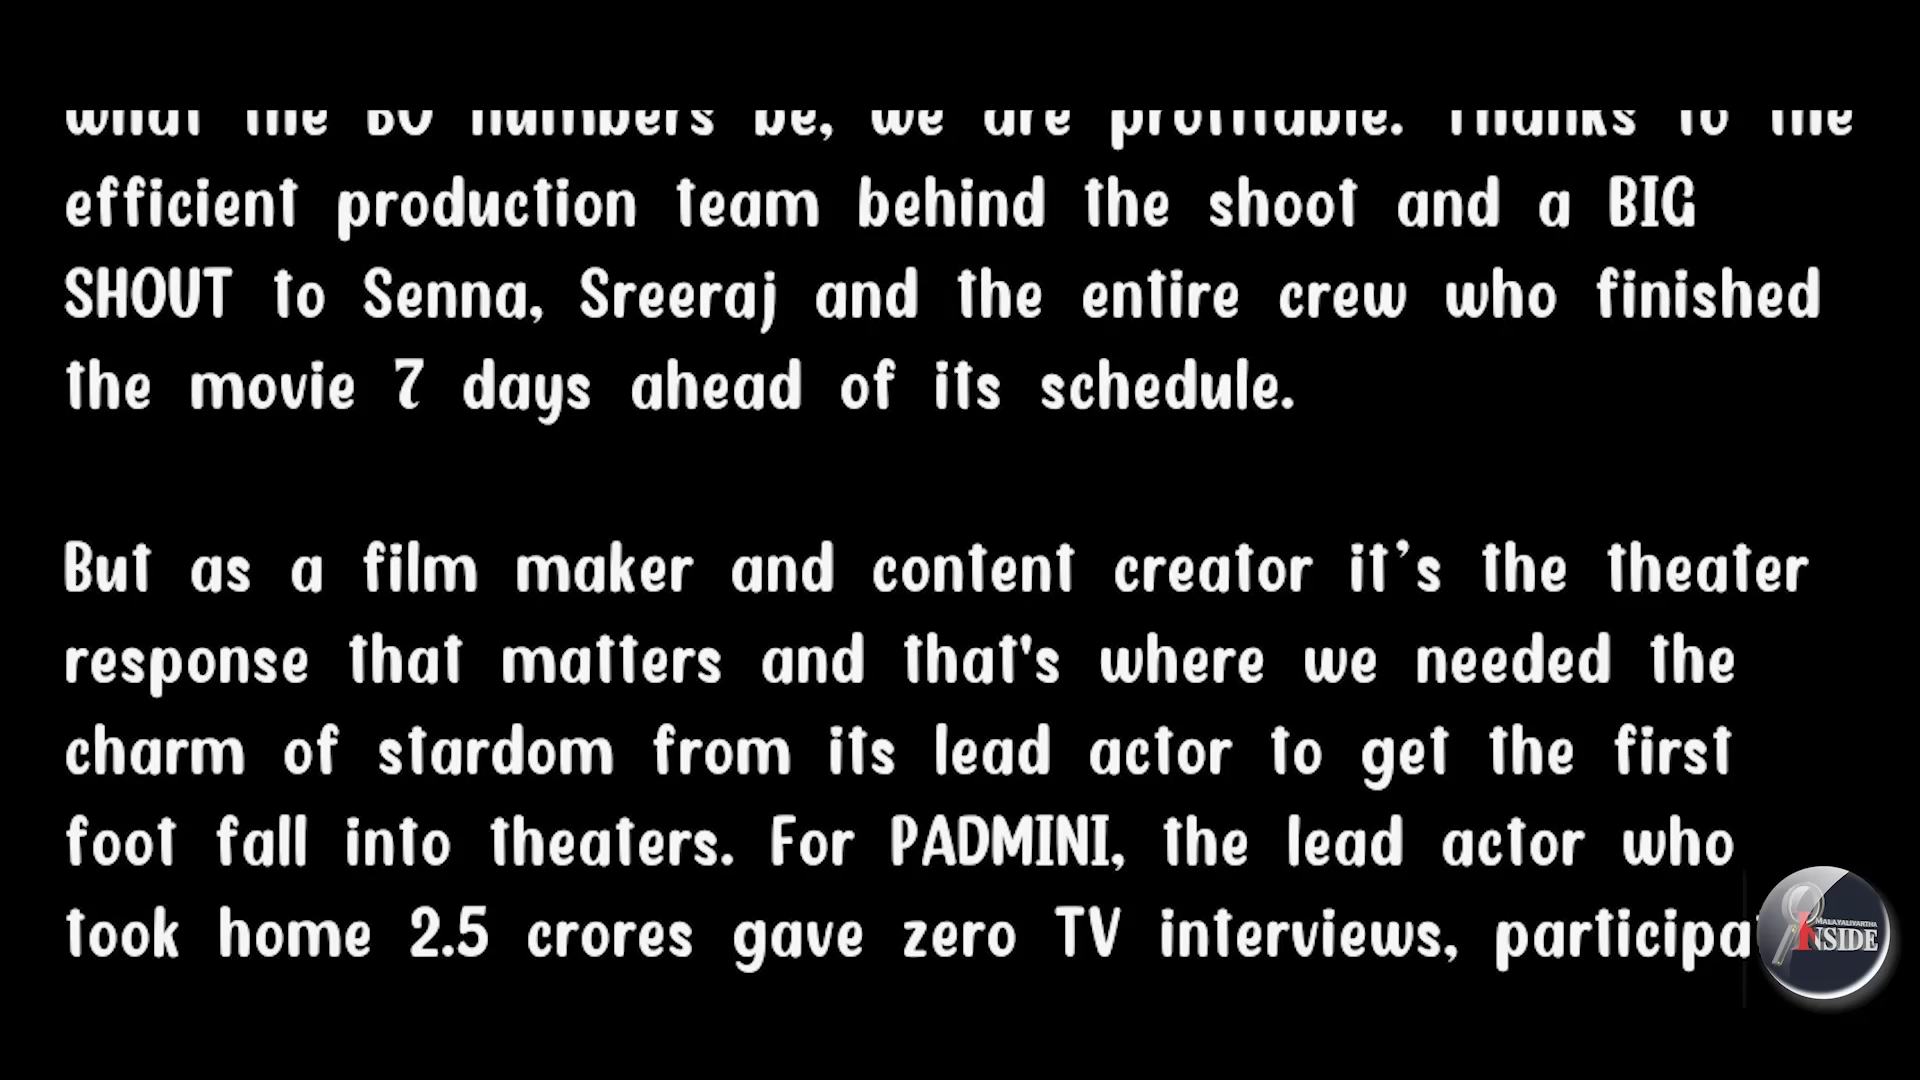 what the BO numbers be, we are profitable. Thanks to the
efficient production team behind the shoot and a BIG
SHOUT to Senna, Sreeraj and the entire crew who finished
the movie 7 days ahead of its schedule.
But as a film maker and content creator it’s the theater
response that matters and that's where we needed the
charm of stardom from its lead actor to get the first
foot fall into theaters. For PADMINI, the lead actor who
took home 2.5 crores gave zero TV interviews,
MALAYALIVARTHA
INSIDE